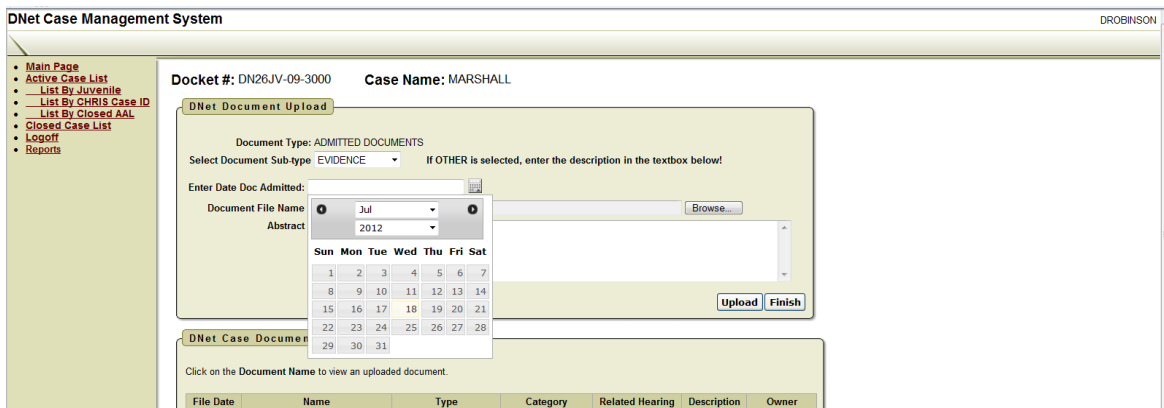 DNet Case Management System
DROBINSON
Main Page
Active Case List
List By Juvenile
List By CHRIS Case ID
List By Closed AAL
Closed Case List
Logoff
Reports
Docket #: DN26JV-09-3000 Case Name: MARSHALL
DNet Document Upload
Document Type: ADMITTED DOCUMENTS
Select Document Sub-type EVIDENCE If OTHER is selected, enter the description in the textbox below!
Enter Date Doc Admitted:
Document File Name Browse...
Abstract
Jul
2012
Sun Mon Tue Wed Thu Fri Sat
1 2 3 4 5 6 7
8 9 10 11 12 13 14
15 16 17 18 19 20 21
22 23 24 25 26 27 28
29 30 31
Upload Finish
DNet Case Documen
Click on the Document Name to view an uploaded document.
File Date Name Type Category Related Hearing Description Owner